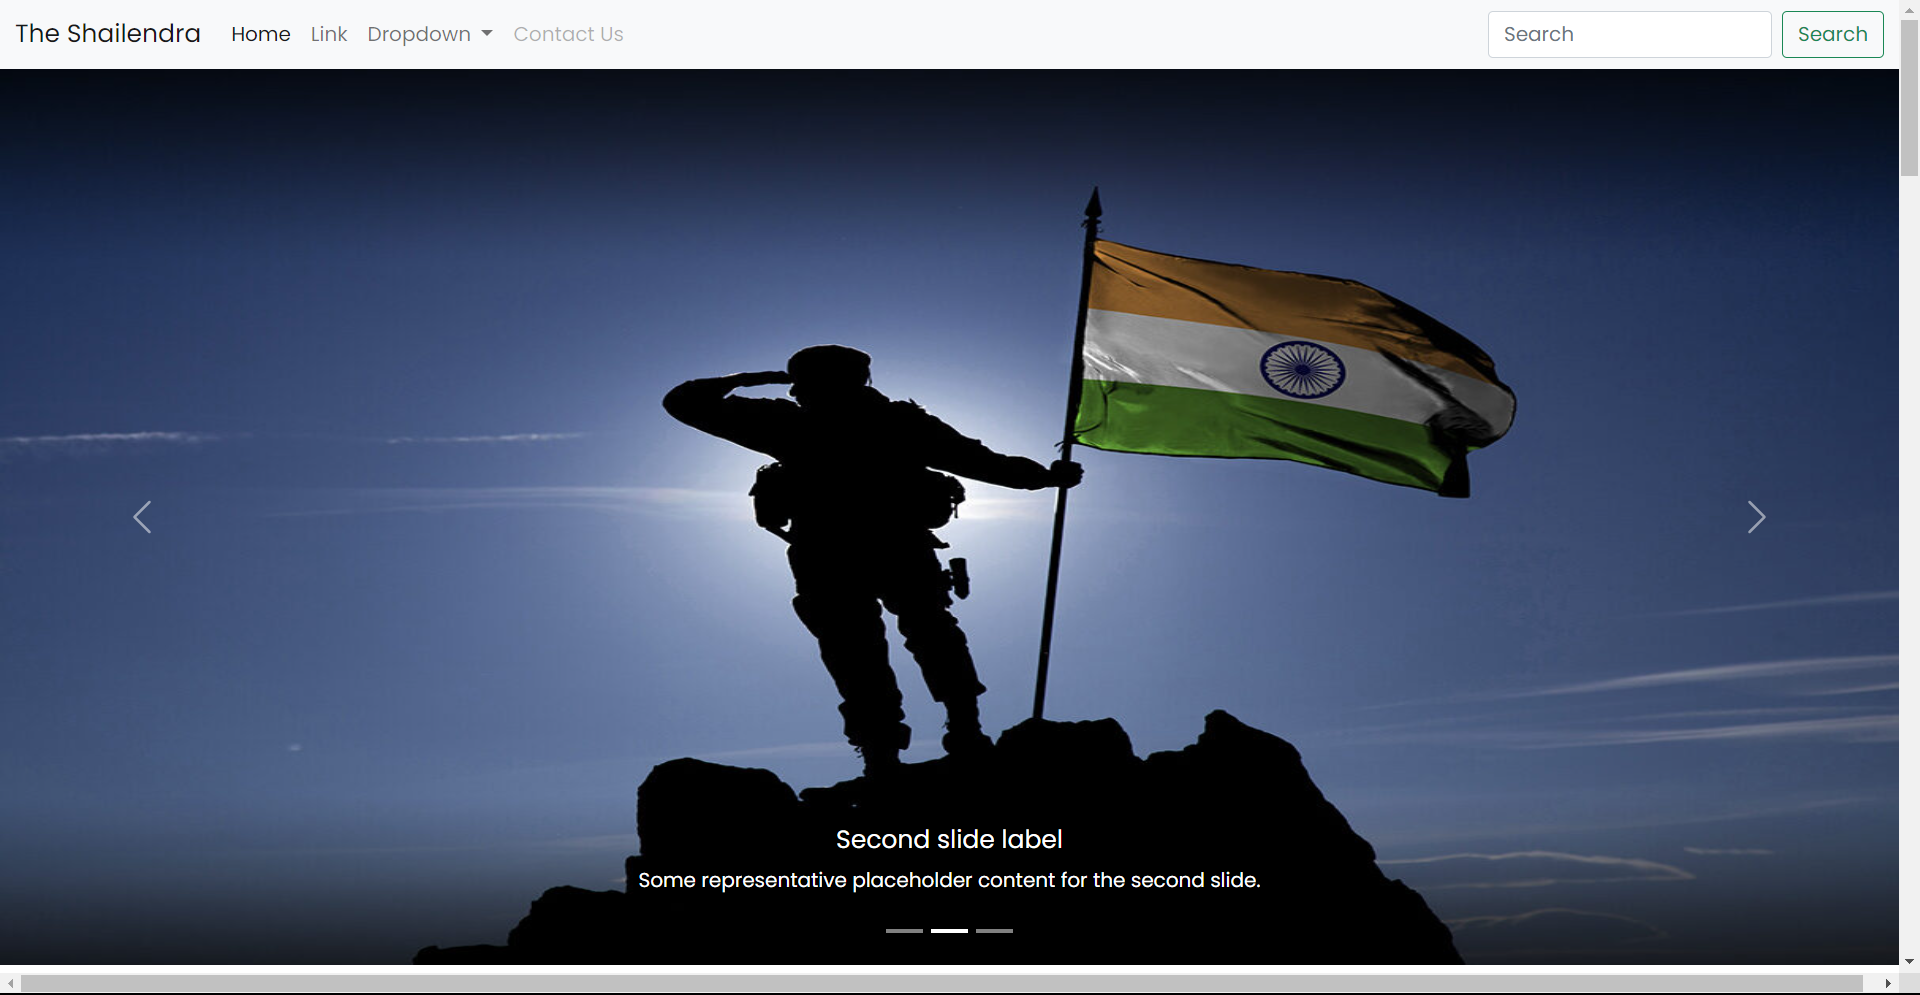 The Shailendra Home Link Dropdown Contact Us Search Search
Second slide label
Some representative placeholder content for the second slide.